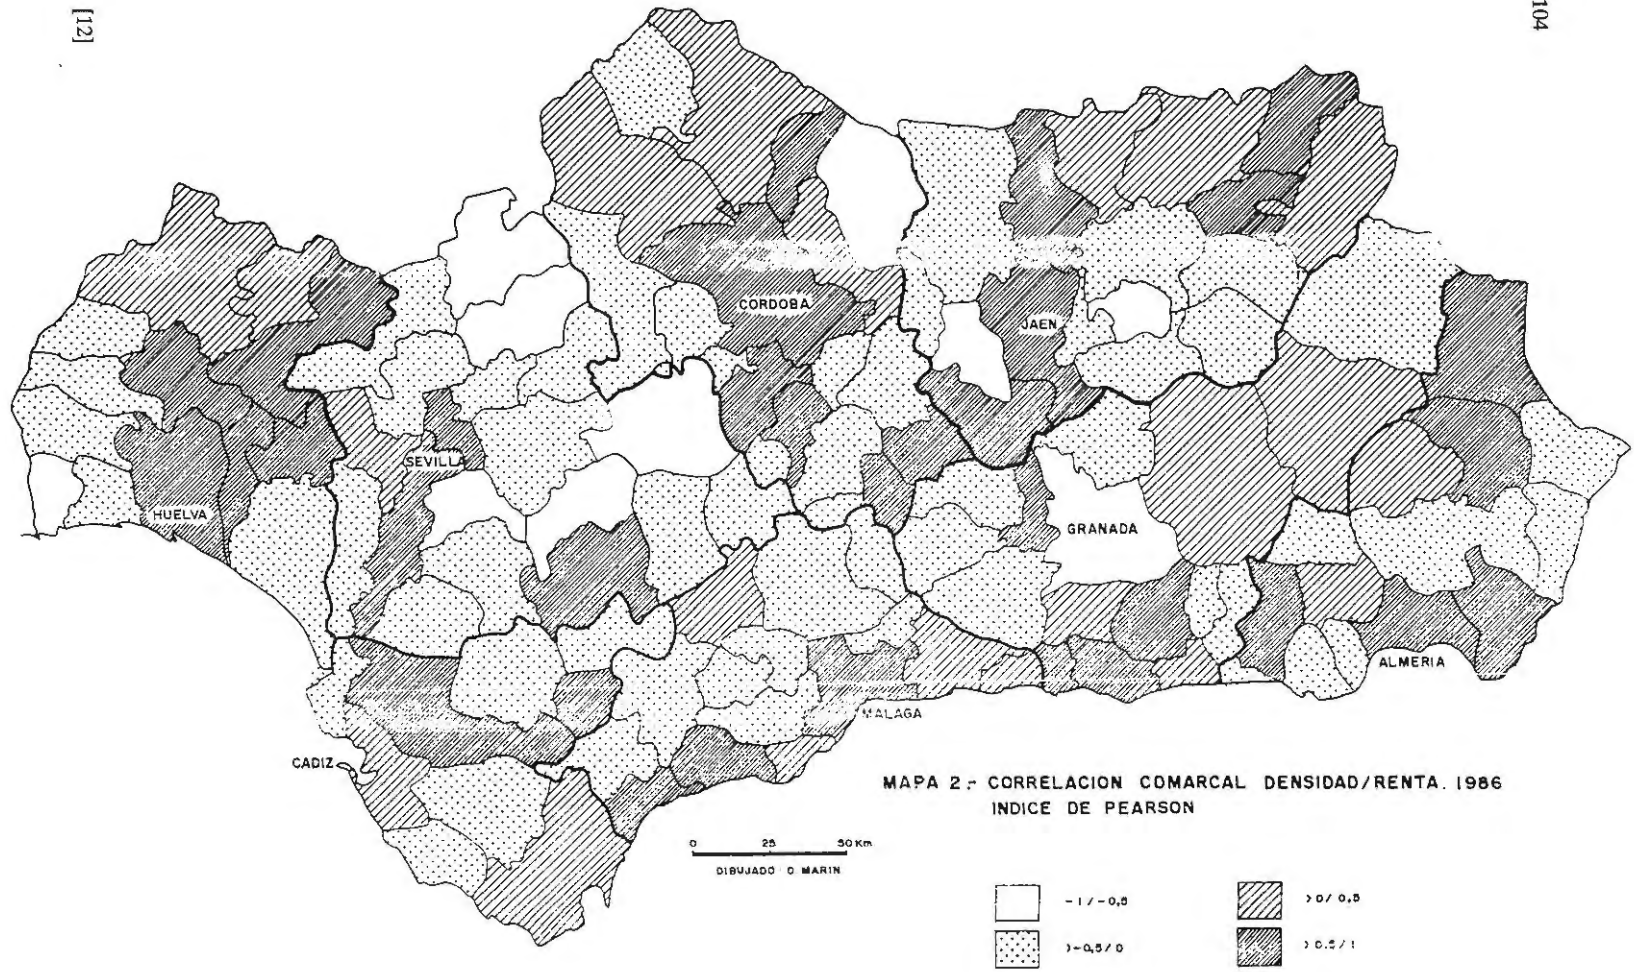 [12]
104
CORDOBA
JAEN
SEVILLA
HUELVA
GRANADA
ALMERIA
MALAGA
CADIZ
MAPA 2.- CORRELACION COMARCAL DENSIDAD/RENTA. 1986
INDICE DE PEARSON
0 25 50 Km
DIBUJADO: O. MARIN
-1/-0,5
>0/0,5
>-0,5/0
>0,5/1